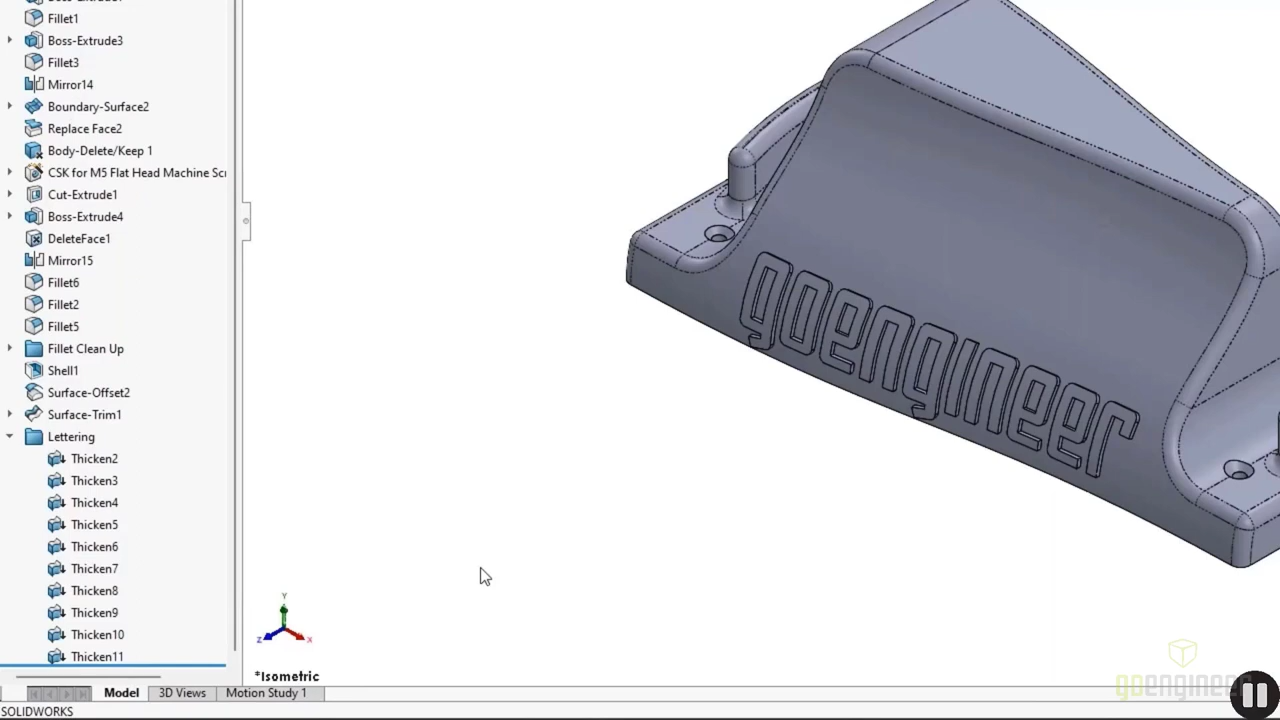 Fillet1
Boss-Extrude3
Fillet3
Mirror14
Boundary-Surface2
Replace Face2
Body-Delete/Keep 1
CSK for M5 Flat Head Machine Scr
Cut-Extrude1
Boss-Extrude4
DeleteFace1
Mirror15
Fillet6
Fillet2
Fillet5
Fillet Clean Up
Shell1
Surface-Offset2
Surface-Trim1
Lettering
Thicken2
Thicken3
Thicken4
Thicken5
Thicken6
Thicken7
Thicken8
Thicken9
Thicken10
Thicken11
goengineer
Y
Z
X
*Isometric
goengineer
Model
3D Views
Motion Study 1
SOLIDWORKS